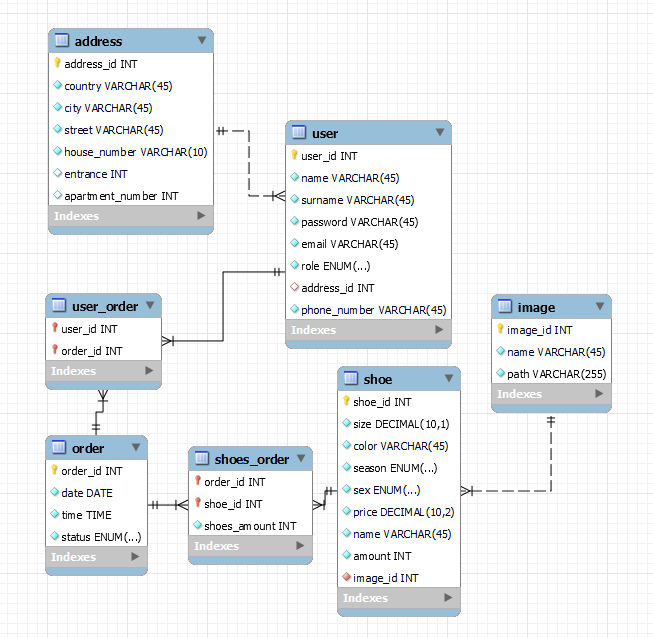 address
address_id INT
country VARCHAR(45)
city VARCHAR(45)
street VARCHAR(45)
house_number VARCHAR(10)
entrance INT
apartment_number INT
Indexes
user
user_id INT
name VARCHAR(45)
surname VARCHAR(45)
password VARCHAR(45)
email VARCHAR(45)
role ENUM(...)
address_id INT
phone_number VARCHAR(45)
Indexes
user_order
user_id INT
order_id INT
Indexes
image
image_id INT
name VARCHAR(45)
path VARCHAR(255)
Indexes
shoe
shoe_id INT
size DECIMAL(10,1)
color VARCHAR(45)
season ENUM(...)
sex ENUM(...)
price DECIMAL(10,2)
name VARCHAR(45)
amount INT
image_id INT
Indexes
order
order_id INT
date DATE
time TIME
status ENUM(...)
Indexes
shoes_order
order_id INT
shoe_id INT
shoes_amount INT
Indexes